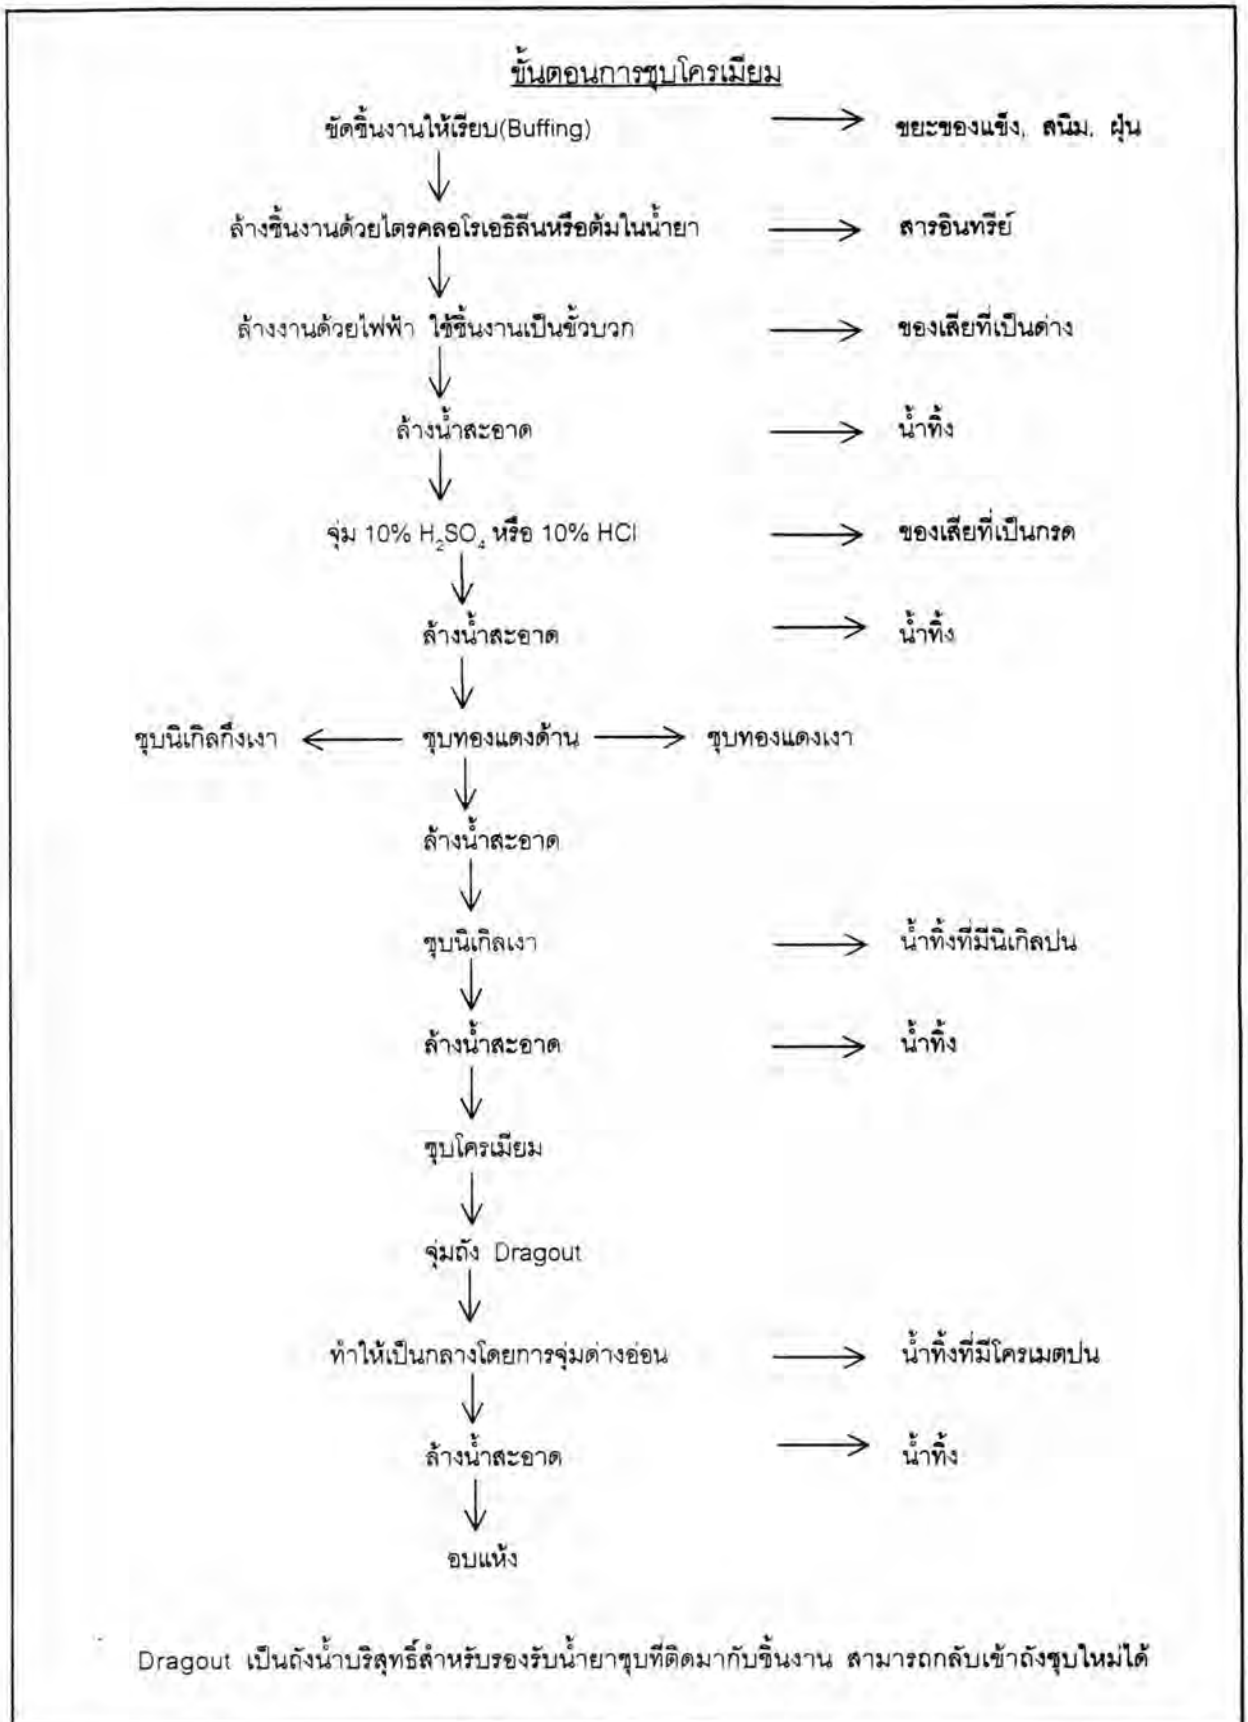 ขั้นตอนการชุบโครเมียม
ขัดชิ้นงานให้เรียบ(Buffing) ขยะของแข็ง, สนิม, ฝุ่น
ล้างชิ้นงานด้วยไตรคลอโรเอธิลีนหรือต้มในน้ำยา สารอินทรีย์
ล้างงานด้วยไฟฟ้า ใช้ชิ้นงานเป็นขั้วบวก ของเสียที่เป็นด่าง
ล้างน้ำสะอาด น้ำทิ้ง
จุ่ม 10% H₂SO₄ หรือ 10% HCl ของเสียที่เป็นกรด
ล้างน้ำสะอาด น้ำทิ้ง
ชุบนิเกิลกึ่งเงา ชุบทองแดงด้าน ชุบทองแดงเงา
ล้างน้ำสะอาด
ชุบนิเกิลเงา น้ำทิ้งที่มีนิเกิลปน
ล้างน้ำสะอาด น้ำทิ้ง
ชุบโครเมียม
จุ่มถัง Dragout
ทำให้เป็นกลางโดยการจุ่มด่างอ่อน น้ำทิ้งที่มีโครเมตปน
ล้างน้ำสะอาด น้ำทิ้ง
อบแห้ง
Dragout เป็นถังน้ำบริสุทธิ์สำหรับรองรับน้ำยาชุบที่ติดมากับชิ้นงาน สามารถกลับเข้าถังชุบใหม่ได้